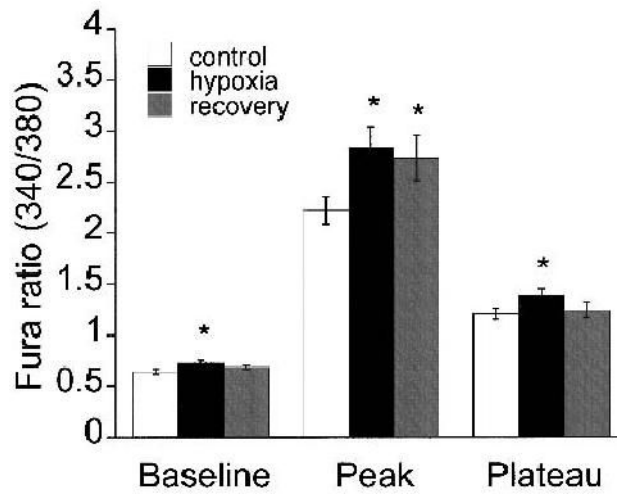 4
3.5
3
2.5
2
1.5
1
0.5
0
Fura ratio (340/380)
control
hypoxia
recovery
*
* *
*
Baseline Peak Plateau